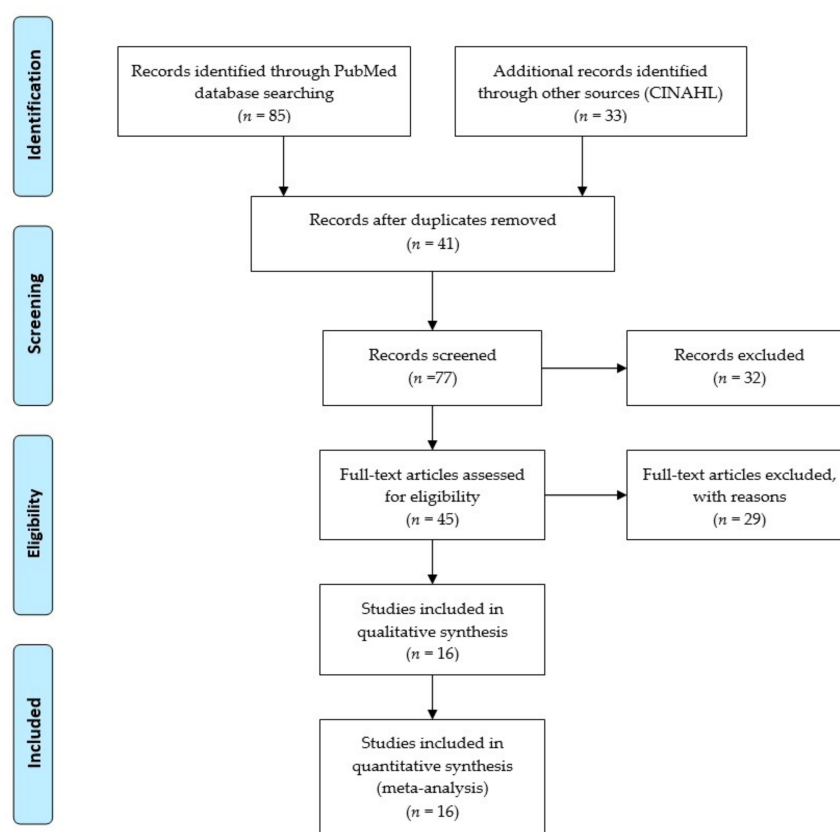 Identification
Records identified through PubMed
database searching
(n = 85)
Additional records identified
through other sources (CINAHL)
(n = 33)
Records after duplicates removed
(n = 41)
Screening
Records screened
(n =77)
Records excluded
(n = 32)
Eligibility
Full-text articles assessed
for eligibility
(n = 45)
Full-text articles excluded,
with reasons
(n = 29)
Studies included in
qualitative synthesis
(n = 16)
Included
Studies included in
quantitative synthesis
(meta-analysis)
(n = 16)